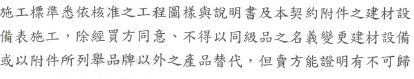 施工標準悉依核准之工程圖樣與說明書及本契約附件之建材設
備表施工，除經買方同意、不得以同級品之名義變更建材設備
或以附件所列舉品牌以外之產品替代，但賣方能證明有不可歸